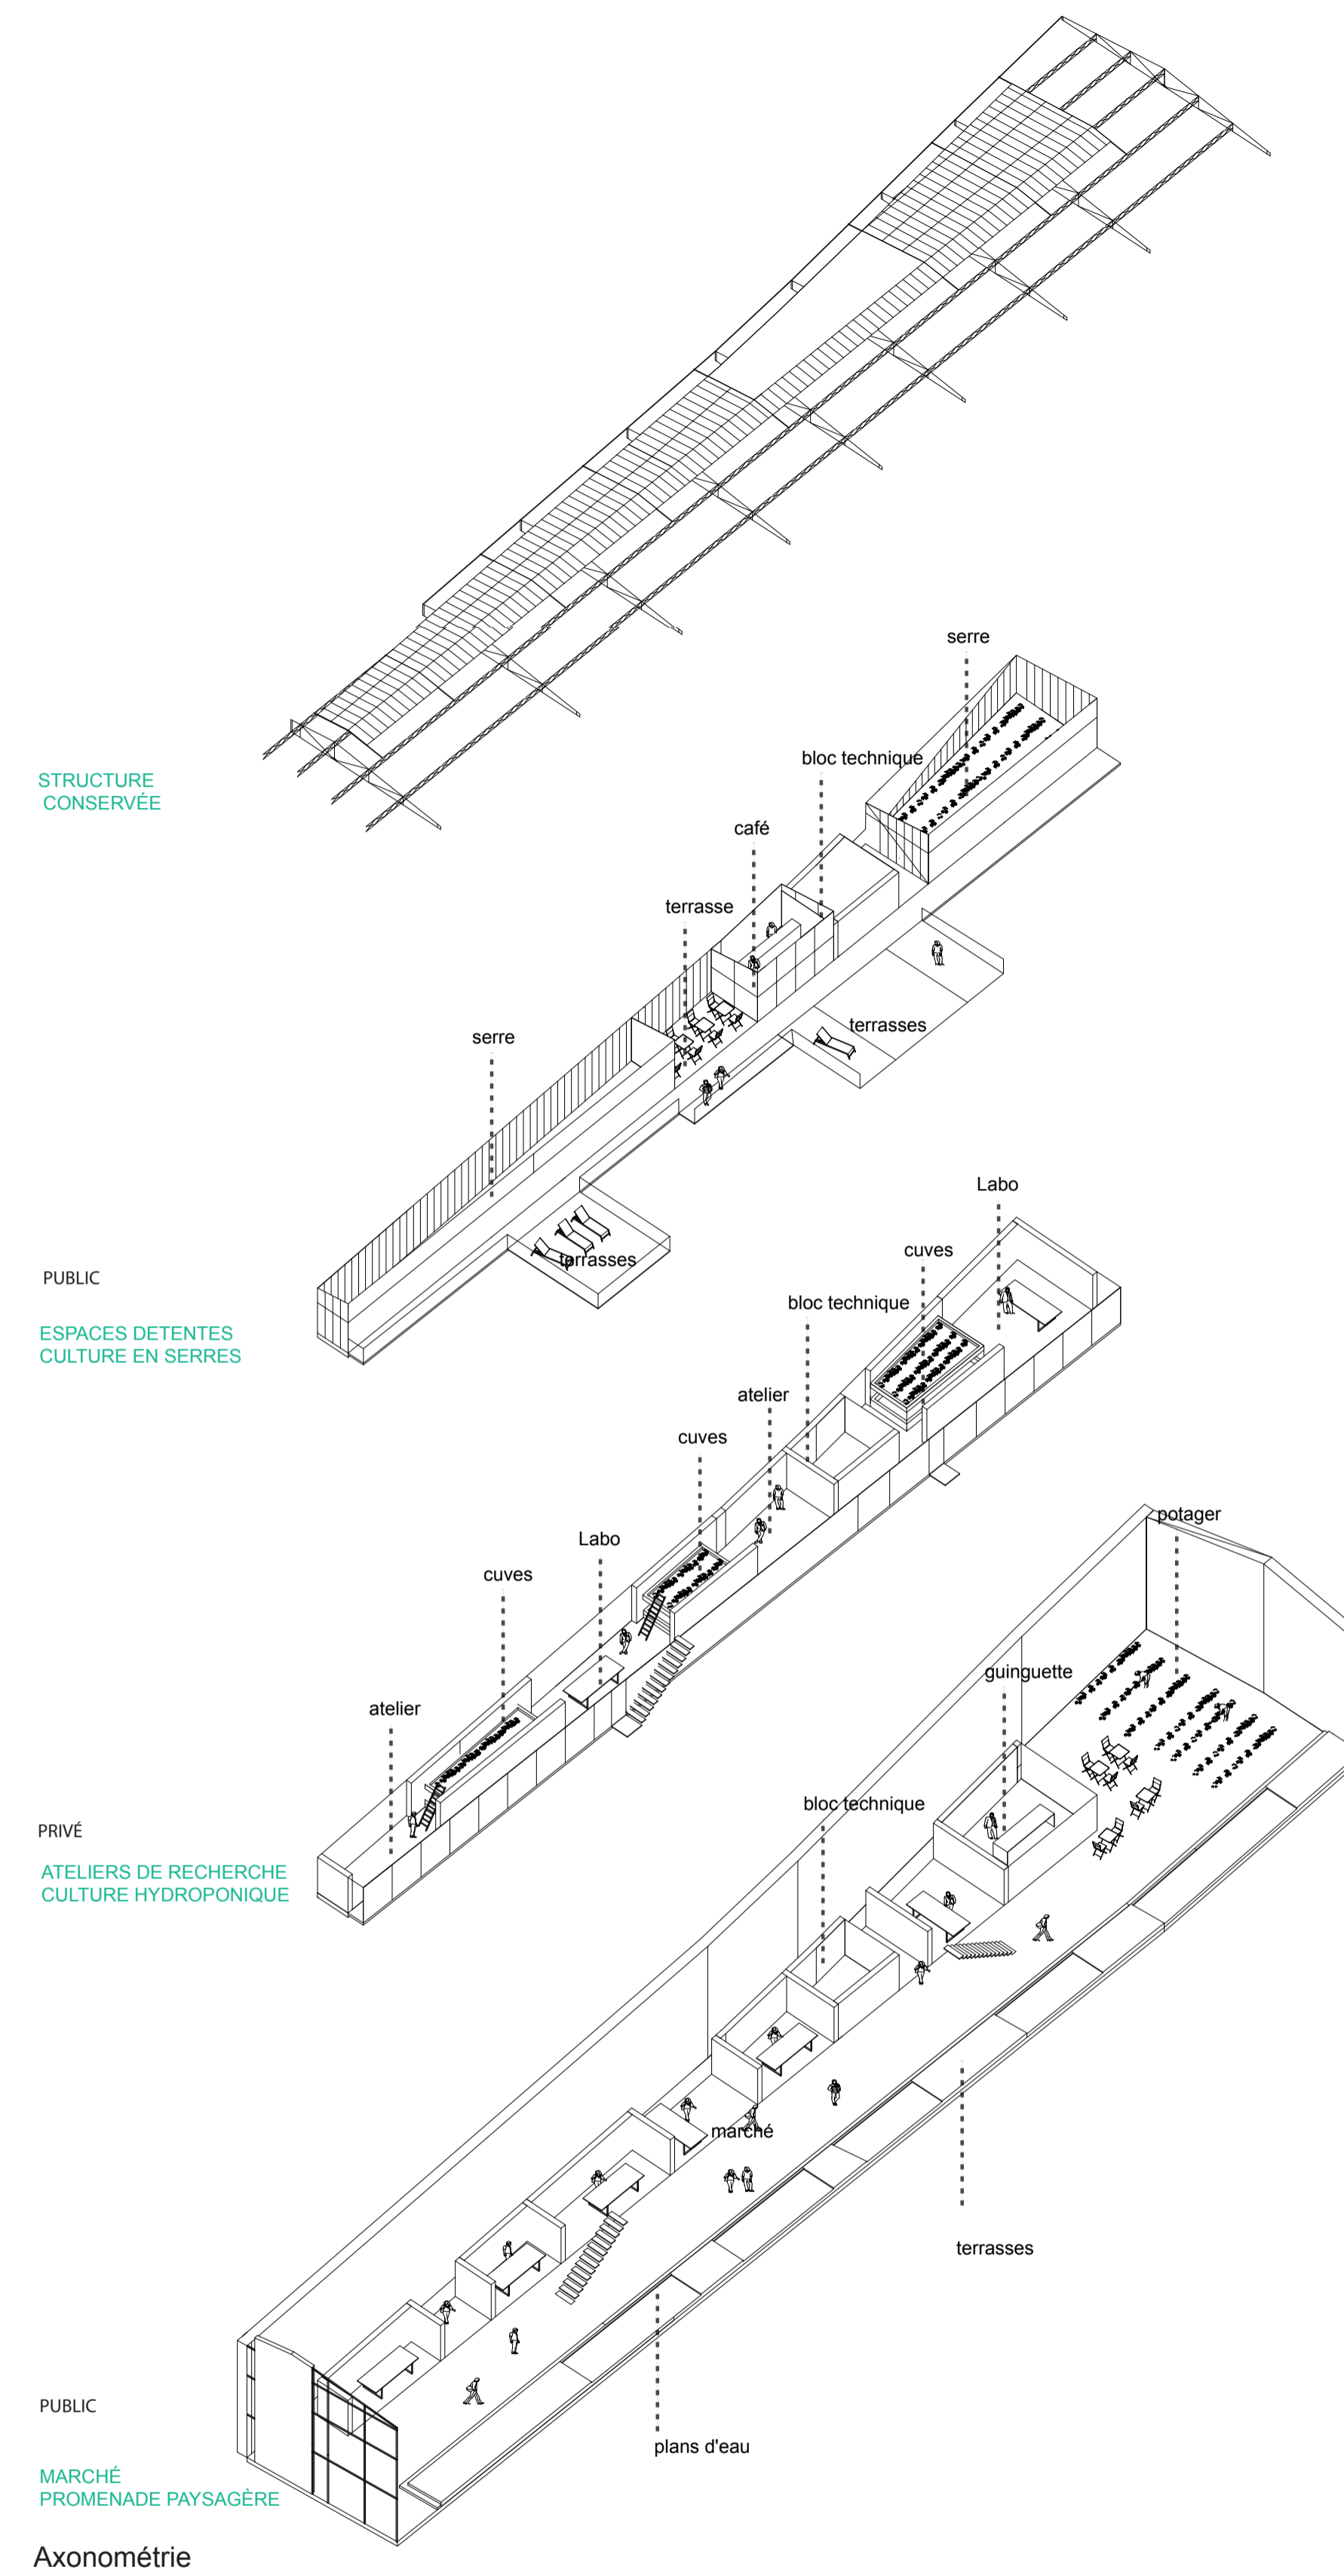 serre
bloc technique
STRUCTURE
CONSERVÉE
café
terrasse
terrasses
serre
Labo
cuves
terrasses
PUBLIC
bloc technique
ESPACES DETENTES
CULTURE EN SERRES
atelier
cuves
potager
Labo
cuves
guinguette
atelier
bloc technique
PRIVÉ
ATELIERS DE RECHERCHE
CULTURE HYDROPONIQUE
marché
terrasses
PUBLIC
plans d'eau
MARCHÉ
PROMENADE PAYSAGÈRE
Axonométrie